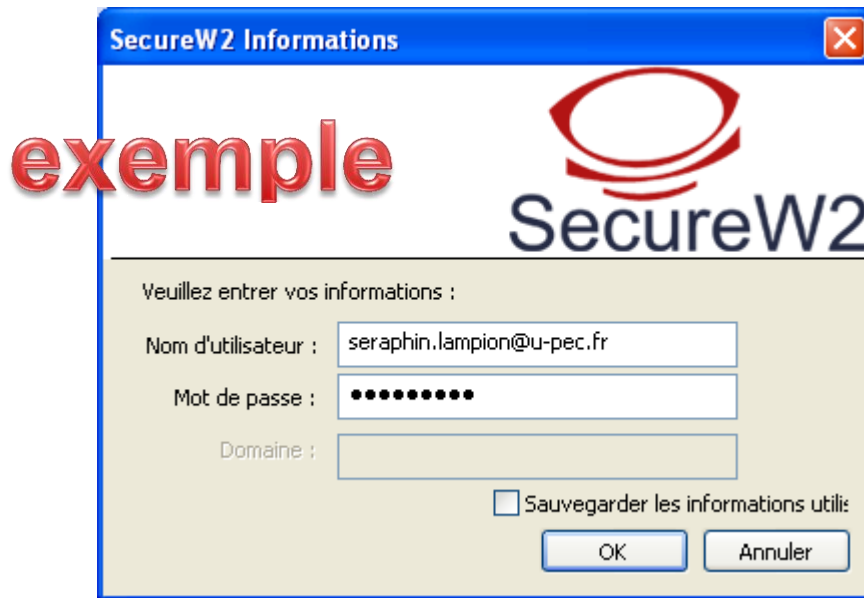 SecureW2 Informations
exemple
SecureW2
Veuillez entrer vos informations :
Nom d'utilisateur : seraphin.lampion@u-pec.fr
Mot de passe : •••••••••
Domaine :
Sauvegarder les informations utilis
OK Annuler